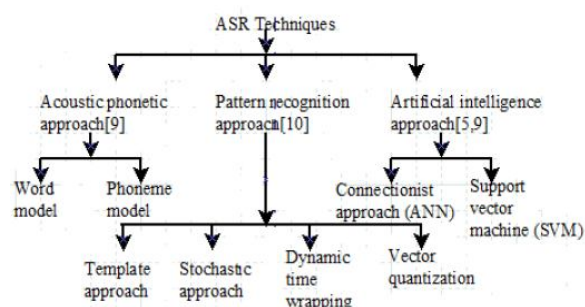 ASR Techniques
Acoustic phonetic
approach[9]
Pattern recognition
approach[10]
Artificial intelligence
approach[5,9]
Word
model
Phoneme
model
Connectionist
approach (ANN)
Support
vector
machine (SVM)
Template
approach
Stochastic
approach
Dynamic
time
wrapping
Vector
quantization